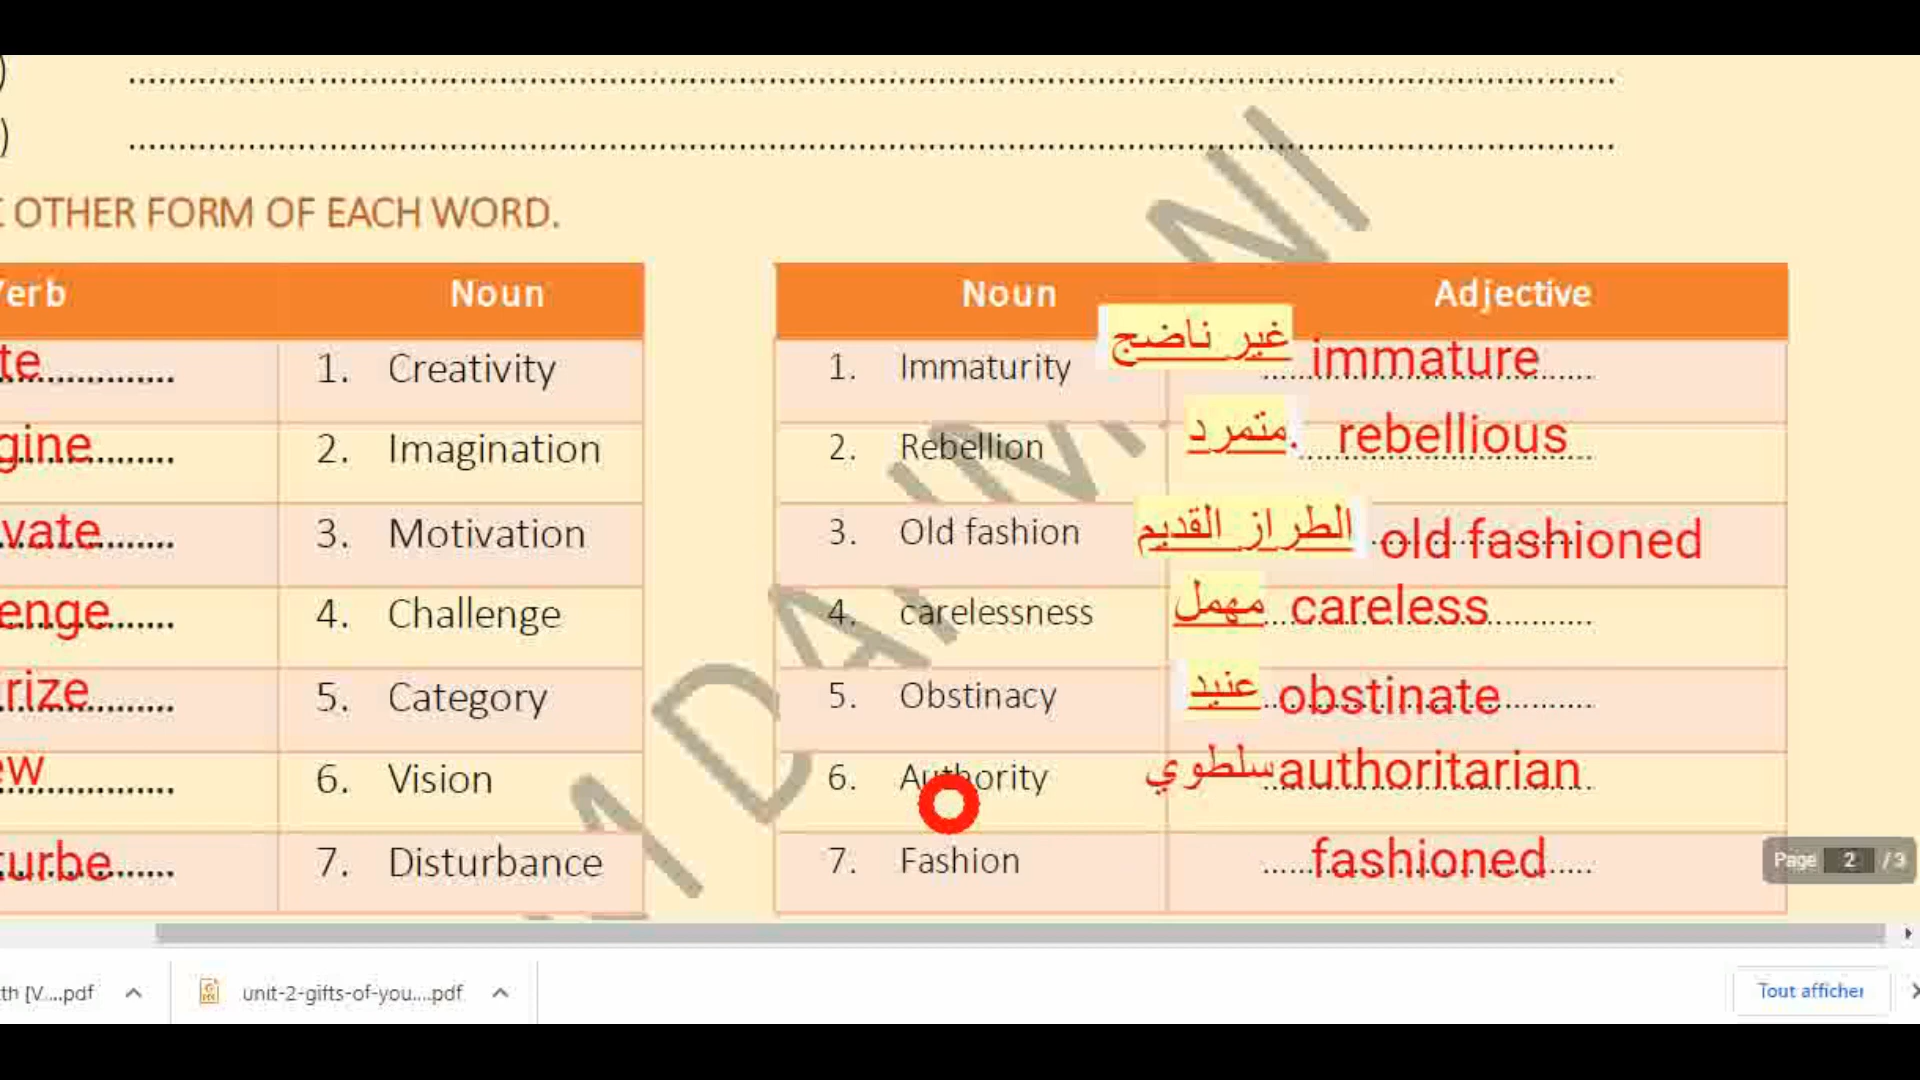 )
)
OTHER FORM OF EACH WORD.
Verb Noun
te 1. Creativity
gine 2. Imagination
vate 3. Motivation
enge 4. Challenge
rize 5. Category
ew 6. Vision
turbe 7. Disturbance
Noun Adjective
1. Immaturity غير ناضج immature
2. Rebellion متمرد. rebellious
3. Old fashion الطراز القديم old fashioned
4. carelessness مهمل careless
5. Obstinacy عنيد obstinate
6. Authority سلطوي authoritarian
7. Fashion fashioned
Page 2 / 3
th [V....pdf unit-2-gifts-of-you....pdf Tout afficher